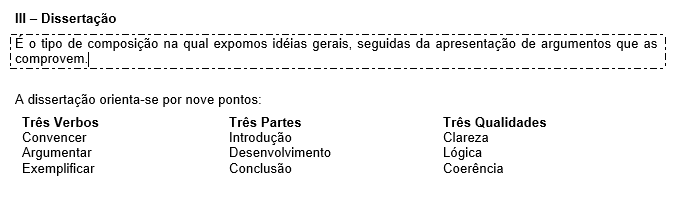 III – Dissertação
É o tipo de composição na qual expomos idéias gerais, seguidas da apresentação de argumentos que as
comprovem.
A dissertação orienta-se por nove pontos:
Três Verbos Três Partes Três Qualidades
Convencer Introdução Clareza
Argumentar Desenvolvimento Lógica
Exemplificar Conclusão Coerência